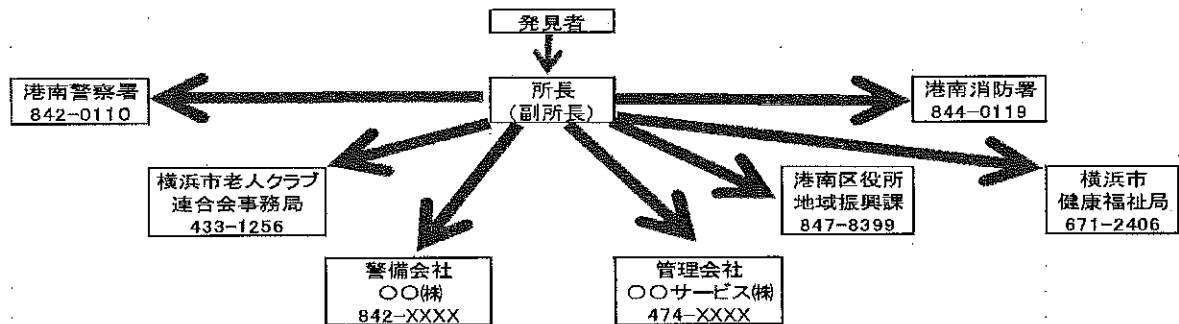 発見者
所長
(副所長)
港南警察署
842-0110
港南消防署
844-0119
横浜市老人クラブ
連合会事務局
433-1256
港南区役所
地域振興課
847-8399
横浜市
健康福祉局
671-2406
警備会社
〇〇㈱
842-XXXX
管理会社
〇〇サービス㈱
474-XXXX